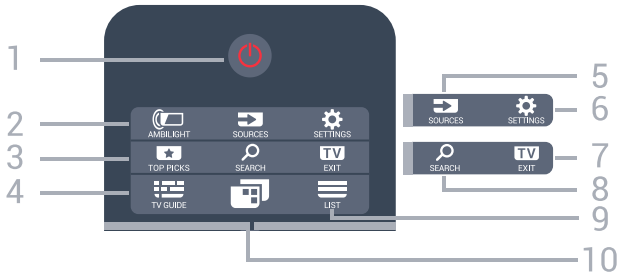 1
2
3
4
AMBILIGHT SOURCES SETTINGS
TOP PICKS SEARCH TV EXIT
TV GUIDE LIST
SOURCES SETTINGS
SEARCH TV EXIT
5
6
7
8
9
10